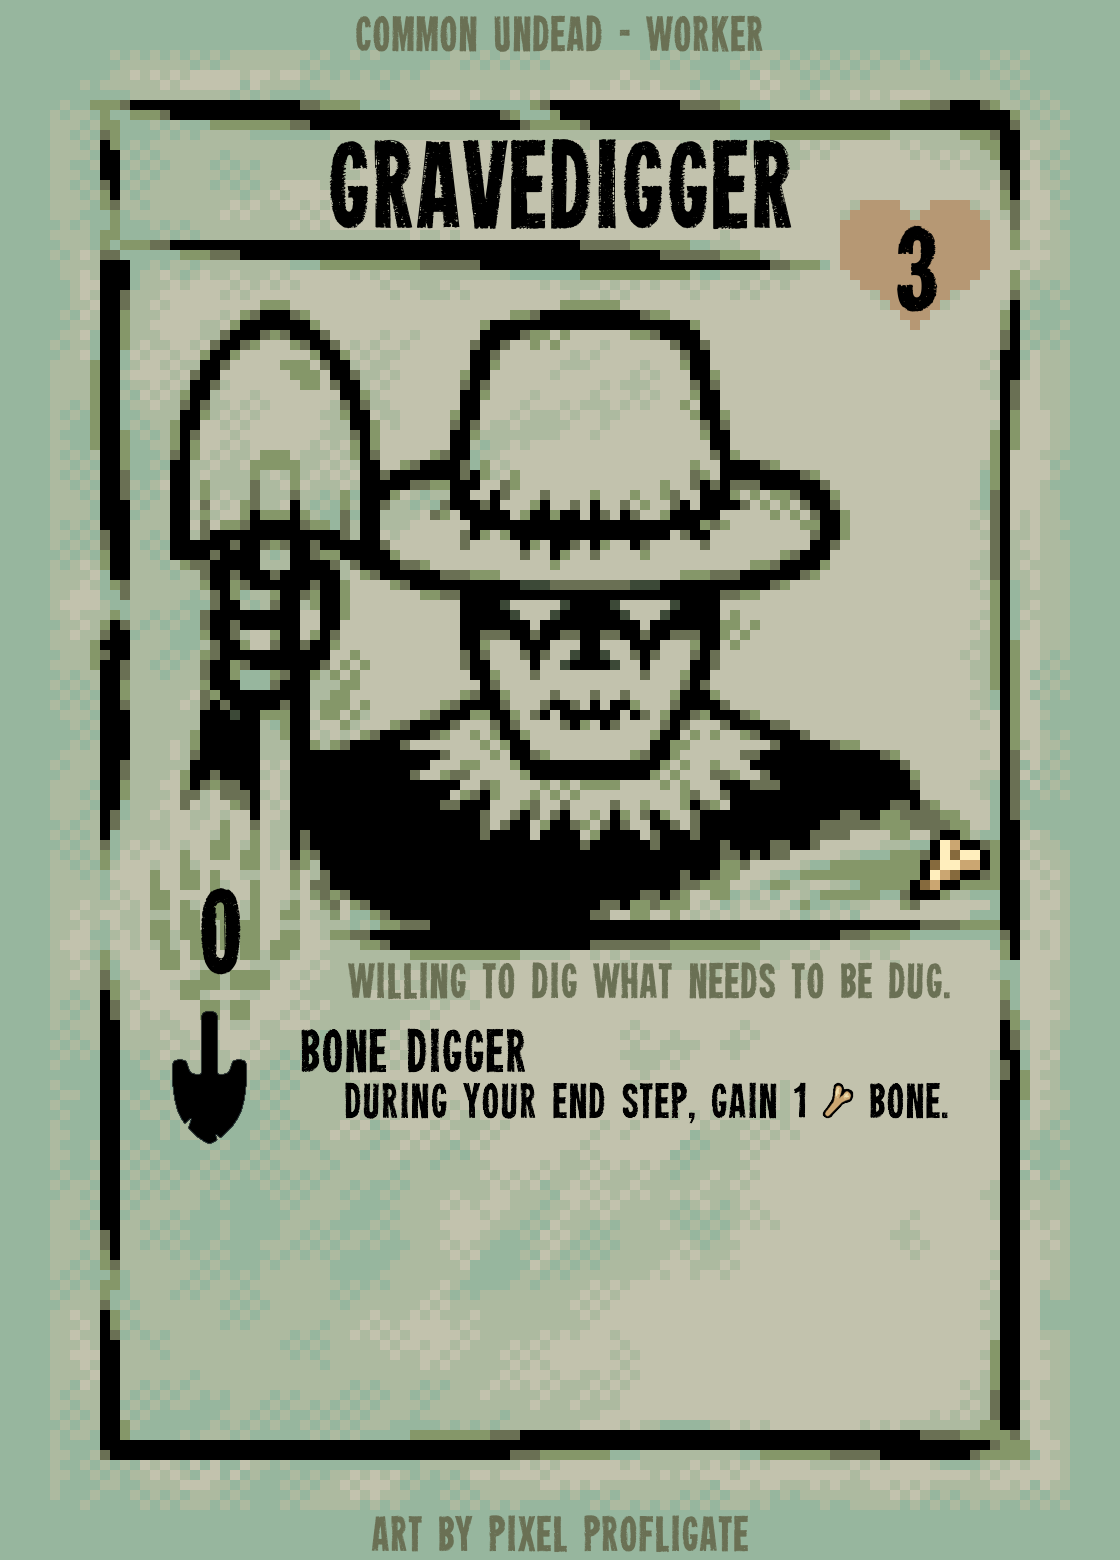 COMMON UNDEAD - WORKER
GRAVEDIGGER
3
0
WILLING TO DIG WHAT NEEDS TO BE DUG.
BONE DIGGER
DURING YOUR END STEP, GAIN 1 BONE.
ART BY PIXEL PROFLIGATE